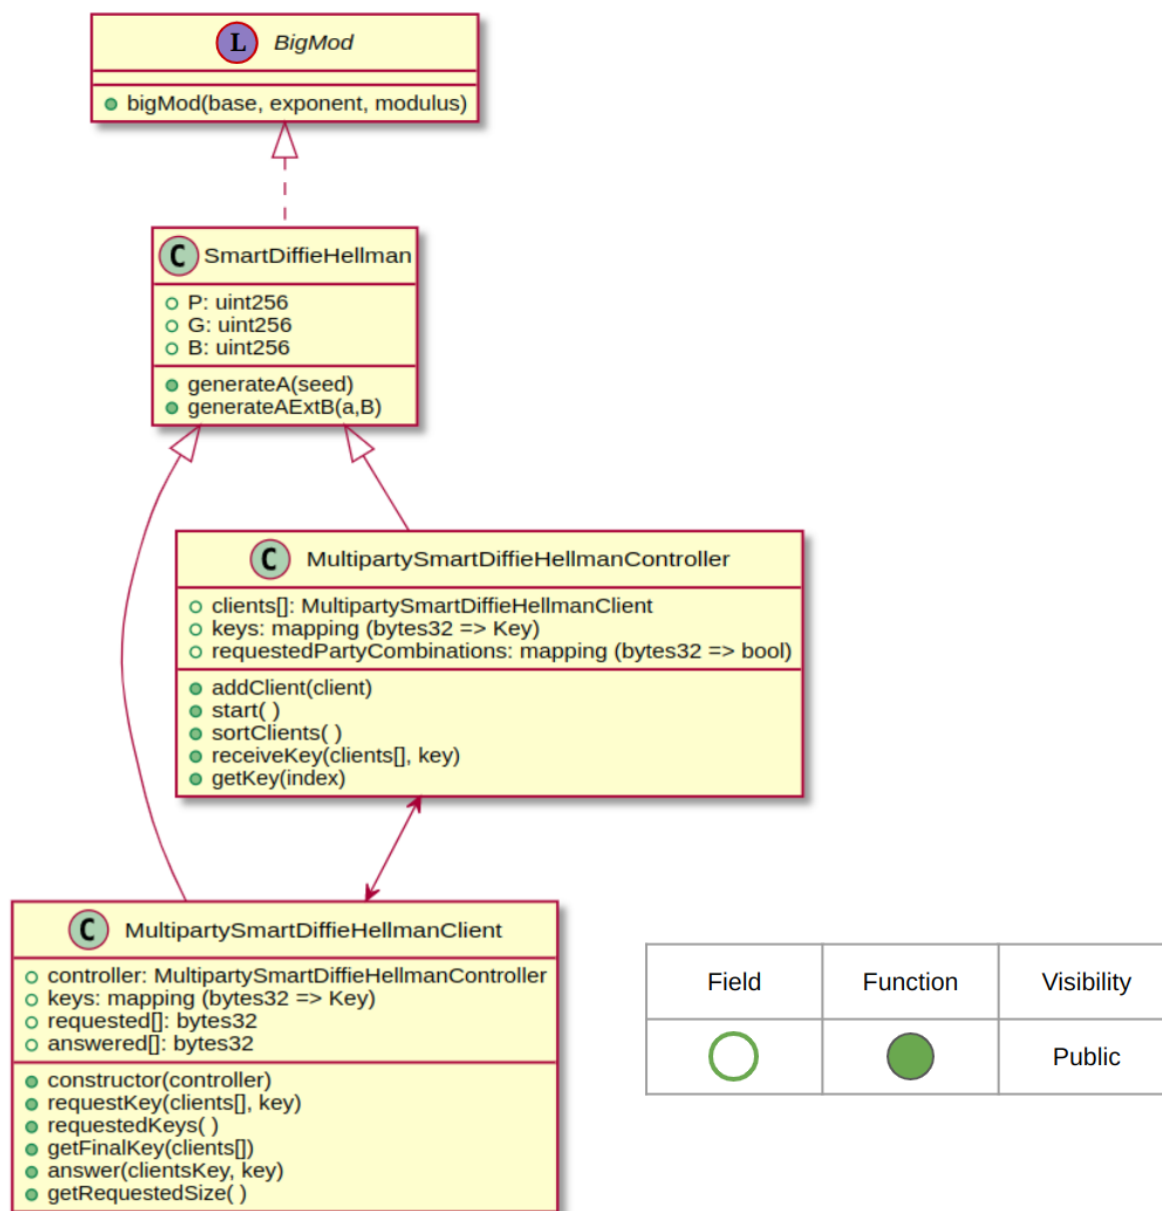 L BigMod
bigMod(base, exponent, modulus)
C SmartDiffieHellman
P: uint256
G: uint256
B: uint256
generateA(seed)
generateAExtB(a,B)
C MultipartySmartDiffieHellmanController
clients[]: MultipartySmartDiffieHellmanClient
keys: mapping (bytes32 => Key)
requestedPartyCombinations: mapping (bytes32 => bool)
addClient(client)
start( )
sortClients( )
receiveKey(clients[], key)
getKey(index)
C MultipartySmartDiffieHellmanClient
controller: MultipartySmartDiffieHellmanController
keys: mapping (bytes32 => Key)
requested[]: bytes32
answered[]: bytes32
constructor(controller)
requestKey(clients[], key)
requestedKeys( )
getFinalKey(clients[])
answer(clientsKey, key)
getRequestedSize( )
Field Function Visibility
Public